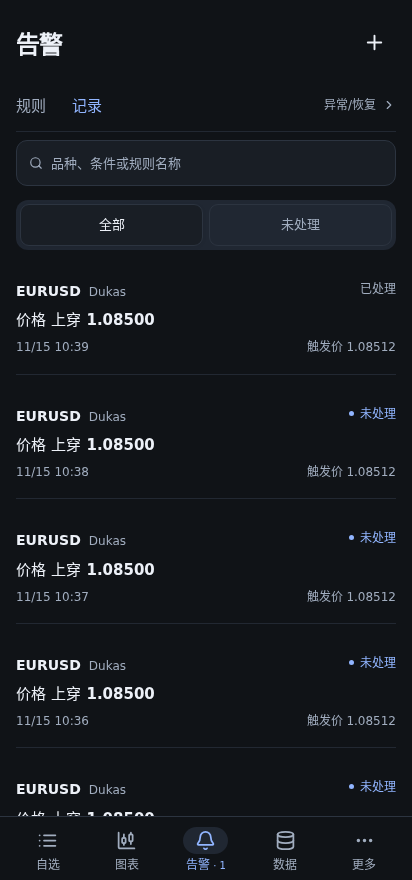 告警
规则 记录 异常/恢复
品种、条件或规则名称
全部 未处理
EURUSD Dukas 已处理
价格 上穿 1.08500
11/15 10:39 触发价 1.08512
EURUSD Dukas 未处理
价格 上穿 1.08500
11/15 10:38 触发价 1.08512
EURUSD Dukas 未处理
价格 上穿 1.08500
11/15 10:37 触发价 1.08512
EURUSD Dukas 未处理
价格 上穿 1.08500
11/15 10:36 触发价 1.08512
EURUSD Dukas 未处理
价格 上穿 1.08500
自选 图表 告警 · 1 数据 更多